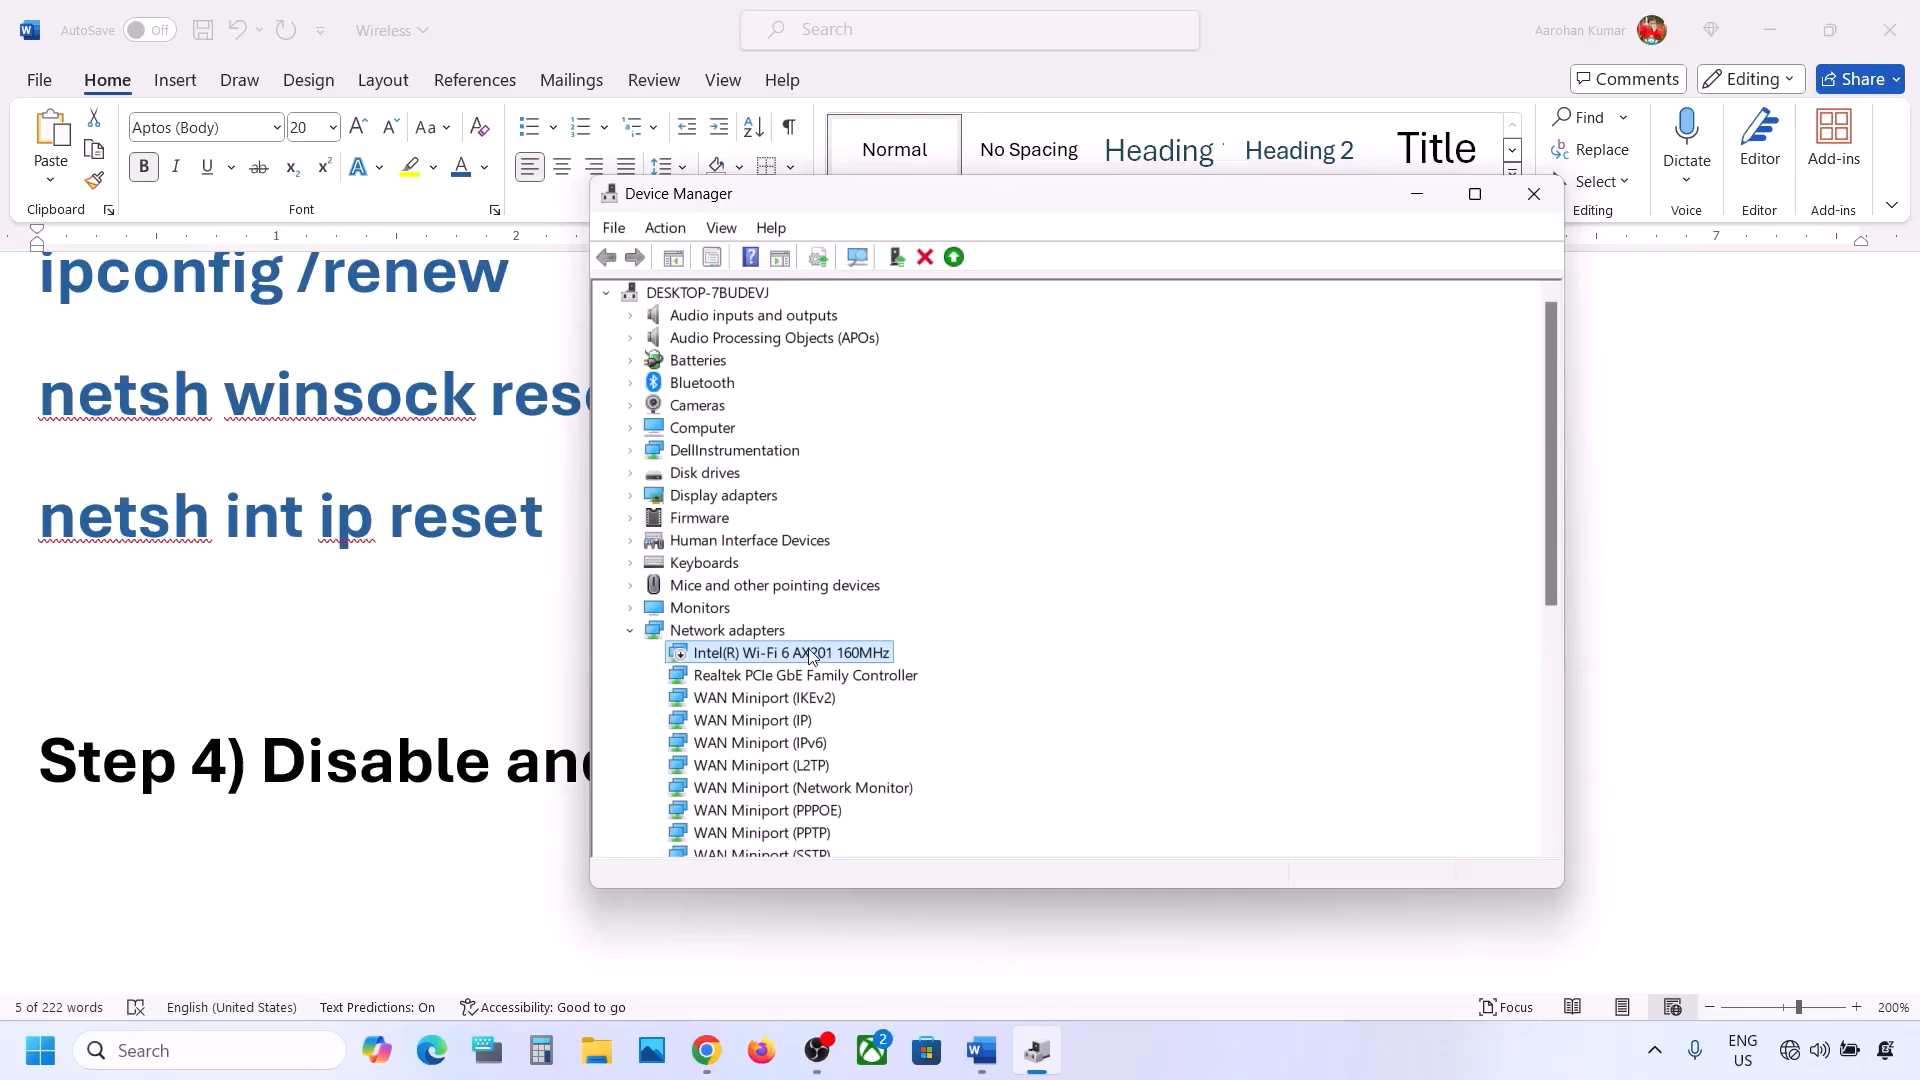 AutoSave Off Wireless Search Aarohan Kumar
File Home Insert Draw Design Layout References Mailings Review View Help Comments Editing Share
Paste
Clipboard
Aptos (Body) 20
Font
Normal No Spacing Heading Heading 2 Title
Find
Replace
Select
Editing
Dictate
Voice
Editor
Editor
Add-ins
Add-ins
1 2 7
ipconfig /renew
netsh winsock rese
netsh int ip reset
Step 4) Disable and
Device Manager
File Action View Help
DESKTOP-7BUDEVJ
Audio inputs and outputs
Audio Processing Objects (APOs)
Batteries
Bluetooth
Cameras
Computer
DellInstrumentation
Disk drives
Display adapters
Firmware
Human Interface Devices
Keyboards
Mice and other pointing devices
Monitors
Network adapters
Intel(R) Wi-Fi 6 AX201 160MHz
Realtek PCIe GbE Family Controller
WAN Miniport (IKEv2)
WAN Miniport (IP)
WAN Miniport (IPv6)
WAN Miniport (L2TP)
WAN Miniport (Network Monitor)
WAN Miniport (PPPOE)
WAN Miniport (PPTP)
WAN Miniport (SSTP)
5 of 222 words English (United States) Text Predictions: On Accessibility: Good to go Focus 200%
Search 2 ENG
US